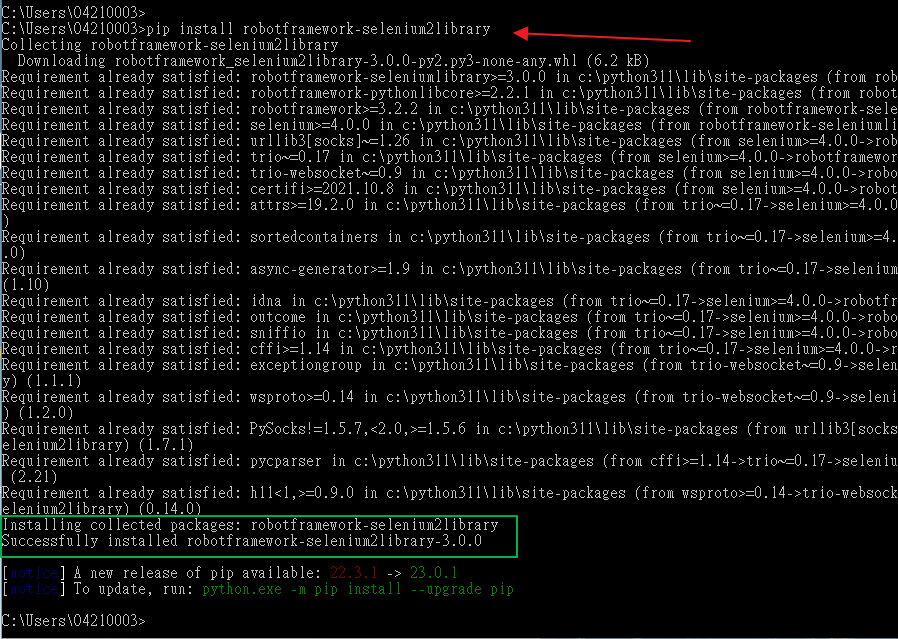 C:\Users\04210003>
C:\Users\04210003>pip install robotframework-selenium2library
Collecting robotframework-selenium2library
  Downloading robotframework_selenium2library-3.0.0-py2.py3-none-any.whl (6.2 kB)
Requirement already satisfied: robotframework-seleniumlibrary>=3.0.0 in c:\python311\lib\site-packages (from rob
Requirement already satisfied: robotframework-pythonlibcore>=2.2.1 in c:\python311\lib\site-packages (from robot
Requirement already satisfied: robotframework>=3.2.2 in c:\python311\lib\site-packages (from robotframework-sele
Requirement already satisfied: selenium>=4.0.0 in c:\python311\lib\site-packages (from robotframework-seleniumli
Requirement already satisfied: urllib3[socks]~=1.26 in c:\python311\lib\site-packages (from selenium>=4.0.0->rob
Requirement already satisfied: trio~=0.17 in c:\python311\lib\site-packages (from selenium>=4.0.0->robotframewor
Requirement already satisfied: trio-websocket~=0.9 in c:\python311\lib\site-packages (from selenium>=4.0.0->robo
Requirement already satisfied: certifi>=2021.10.8 in c:\python311\lib\site-packages (from selenium>=4.0.0->robot
Requirement already satisfied: attrs>=19.2.0 in c:\python311\lib\site-packages (from trio~=0.17->selenium>=4.0.0
)
Requirement already satisfied: sortedcontainers in c:\python311\lib\site-packages (from trio~=0.17->selenium>=4.
.0)
Requirement already satisfied: async-generator>=1.9 in c:\python311\lib\site-packages (from trio~=0.17->selenium
(1.10)
Requirement already satisfied: idna in c:\python311\lib\site-packages (from trio~=0.17->selenium>=4.0.0->robotfr
Requirement already satisfied: outcome in c:\python311\lib\site-packages (from trio~=0.17->selenium>=4.0.0->robo
Requirement already satisfied: sniffio in c:\python311\lib\site-packages (from trio~=0.17->selenium>=4.0.0->robo
Requirement already satisfied: cffi>=1.14 in c:\python311\lib\site-packages (from trio~=0.17->selenium>=4.0.0->r
Requirement already satisfied: exceptiongroup in c:\python311\lib\site-packages (from trio-websocket~=0.9->selen
y) (1.1.1)
Requirement already satisfied: wsproto>=0.14 in c:\python311\lib\site-packages (from trio-websocket~=0.9->seleni
) (1.2.0)
Requirement already satisfied: PySocks!=1.5.7,<2.0,>=1.5.6 in c:\python311\lib\site-packages (from urllib3[socks
elenium2library) (1.7.1)
Requirement already satisfied: pycparser in c:\python311\lib\site-packages (from cffi>=1.14->trio~=0.17->seleniu
 (2.21)
Requirement already satisfied: h11<1,>=0.9.0 in c:\python311\lib\site-packages (from wsproto>=0.14->trio-websock
elenium2library) (0.14.0)
Installing collected packages: robotframework-selenium2library
Successfully installed robotframework-selenium2library-3.0.0
[notice] A new release of pip available: 22.3.1 -> 23.0.1
[notice] To update, run: python.exe -m pip install --upgrade pip
C:\Users\04210003>